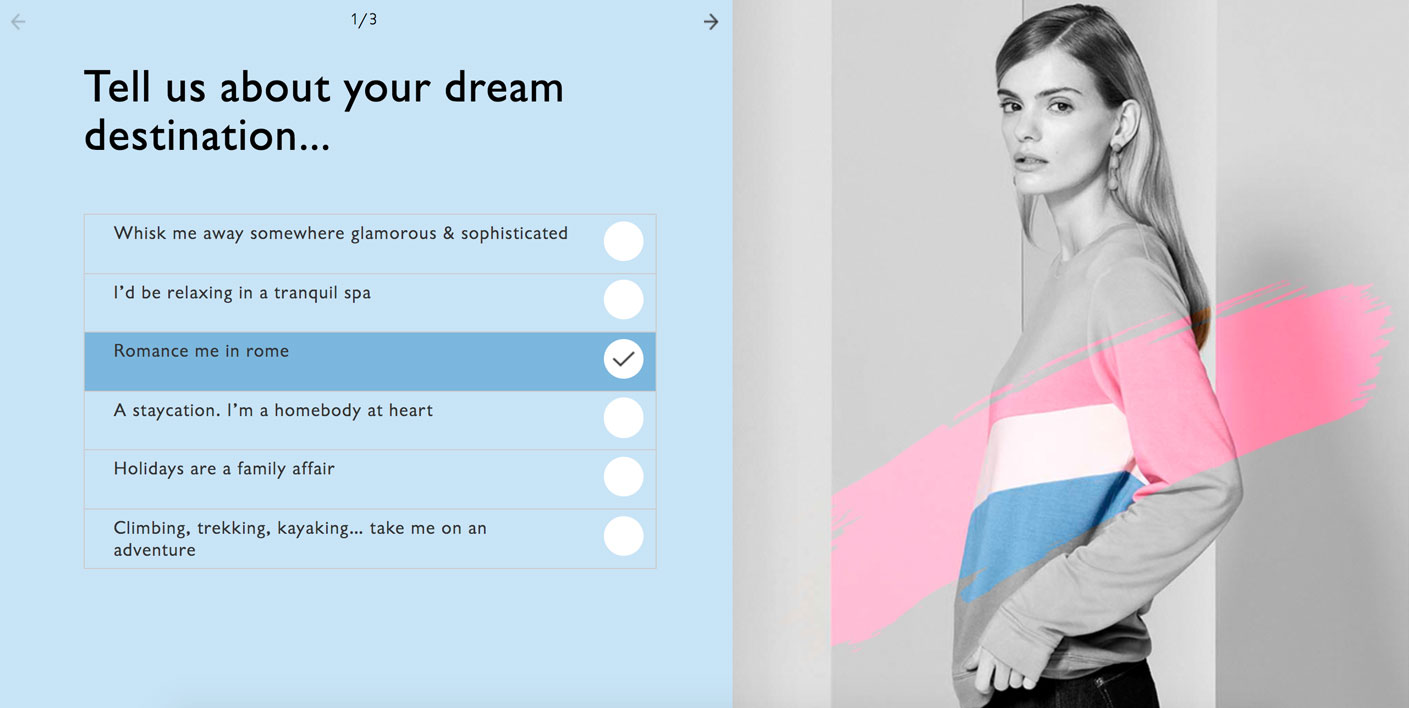 1/3
Tell us about your dream
destination...
Whisk me away somewhere glamorous & sophisticated
I’d be relaxing in a tranquil spa
Romance me in rome
A staycation. I’m a homebody at heart
Holidays are a family affair
Climbing, trekking, kayaking... take me on an
adventure